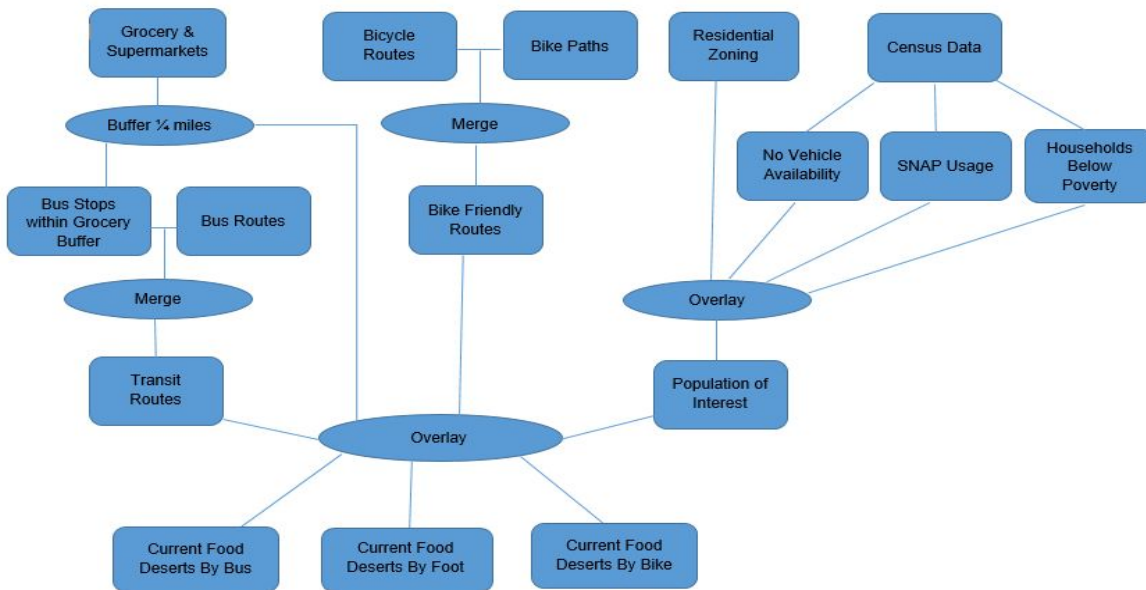 Grocery &
Supermarkets
Bicycle
Routes
Bike Paths
Residential
Zoning
Census Data
Buffer ¼ miles
Merge
No Vehicle
Availability
SNAP Usage
Households
Below
Poverty
Bus Stops
within Grocery
Buffer
Bus Routes
Bike Friendly
Routes
Merge
Overlay
Transit
Routes
Population of
Interest
Overlay
Current Food
Deserts By Bus
Current Food
Deserts By Foot
Current Food
Deserts By Bike